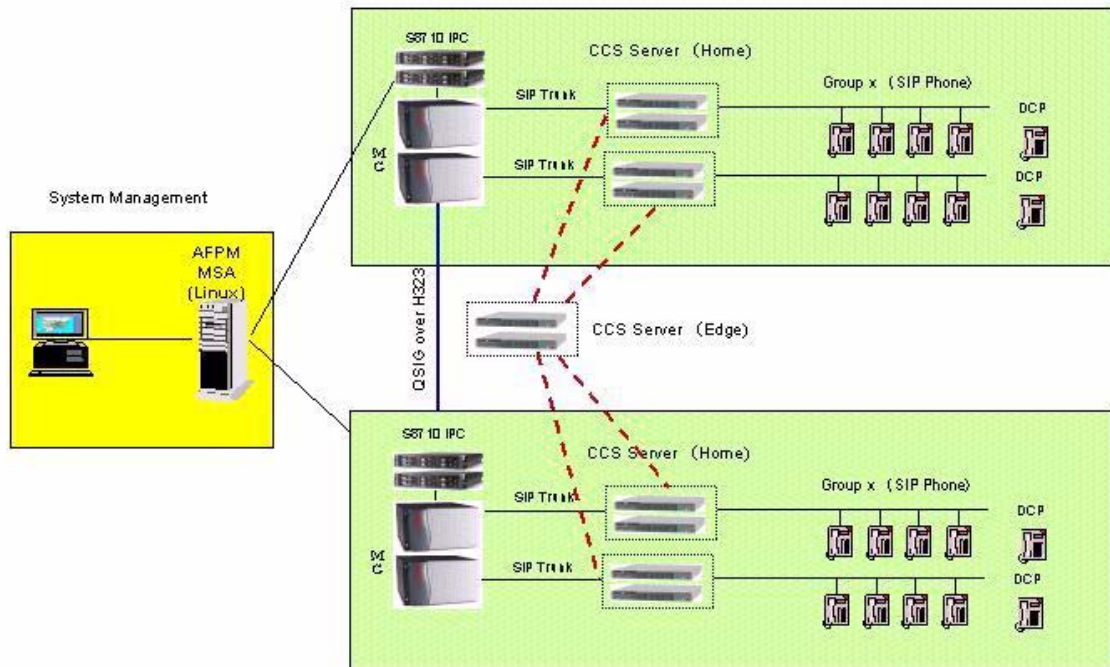 S8710 IPC
CCS Server (Home)
SIP Trunk
Group x (SIP Phone)
DCP
MG
SIP Trunk
DCP
System Management
AFPM
MSA
(Linux)
QSIG over H323
CCS Server (Edge)
S8710 IPC
CCS Server (Home)
SIP Trunk
Group x (SIP Phone)
DCP
MG
SIP Trunk
DCP